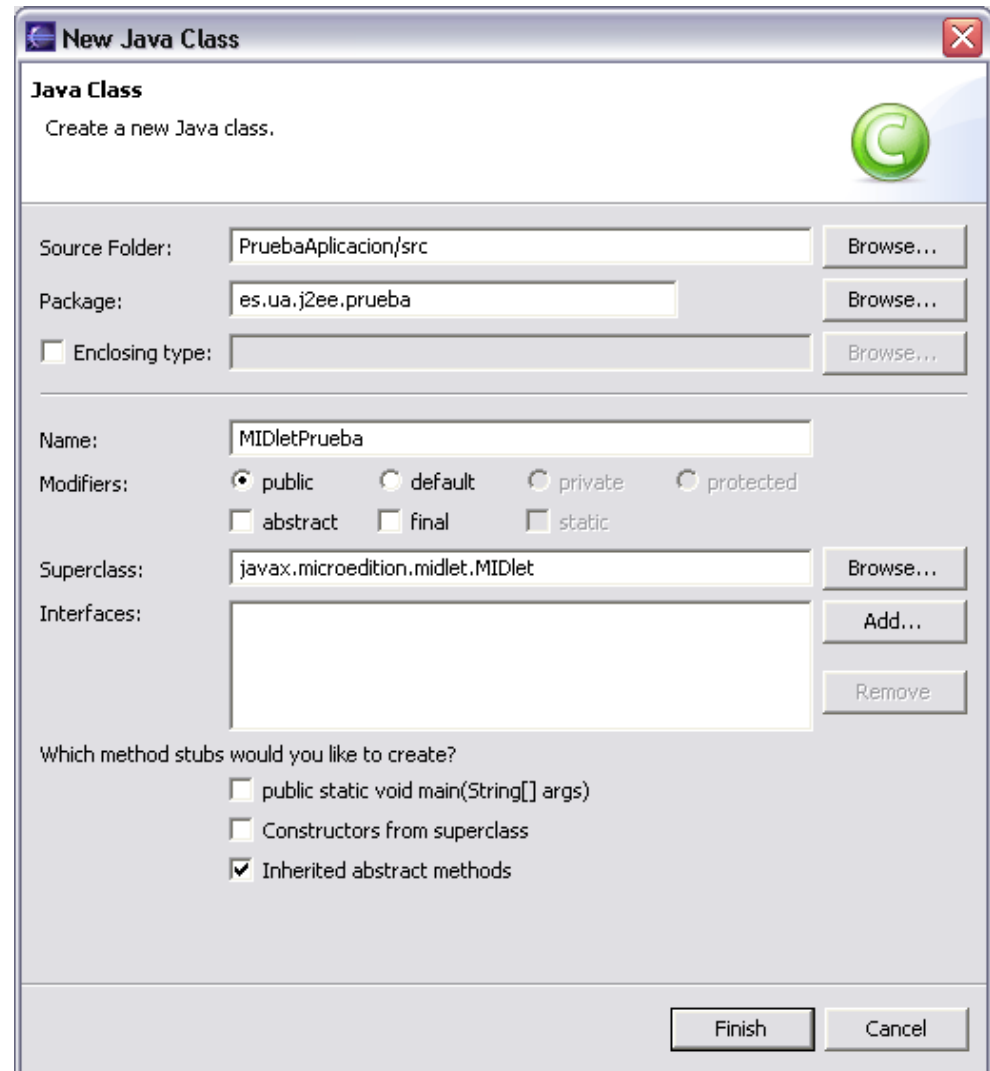 New Java Class
Java Class
Create a new Java class.
Source Folder: PruebaAplicacion/src Browse...
Package: es.ua.j2ee.prueba Browse...
Enclosing type: Browse...
Name: MIDletPrueba
Modifiers: public default private protected
abstract final static
Superclass: javax.microedition.midlet.MIDlet Browse...
Interfaces: Add...
Remove
Which method stubs would you like to create?
public static void main(String[] args)
Constructors from superclass
Inherited abstract methods
Finish Cancel